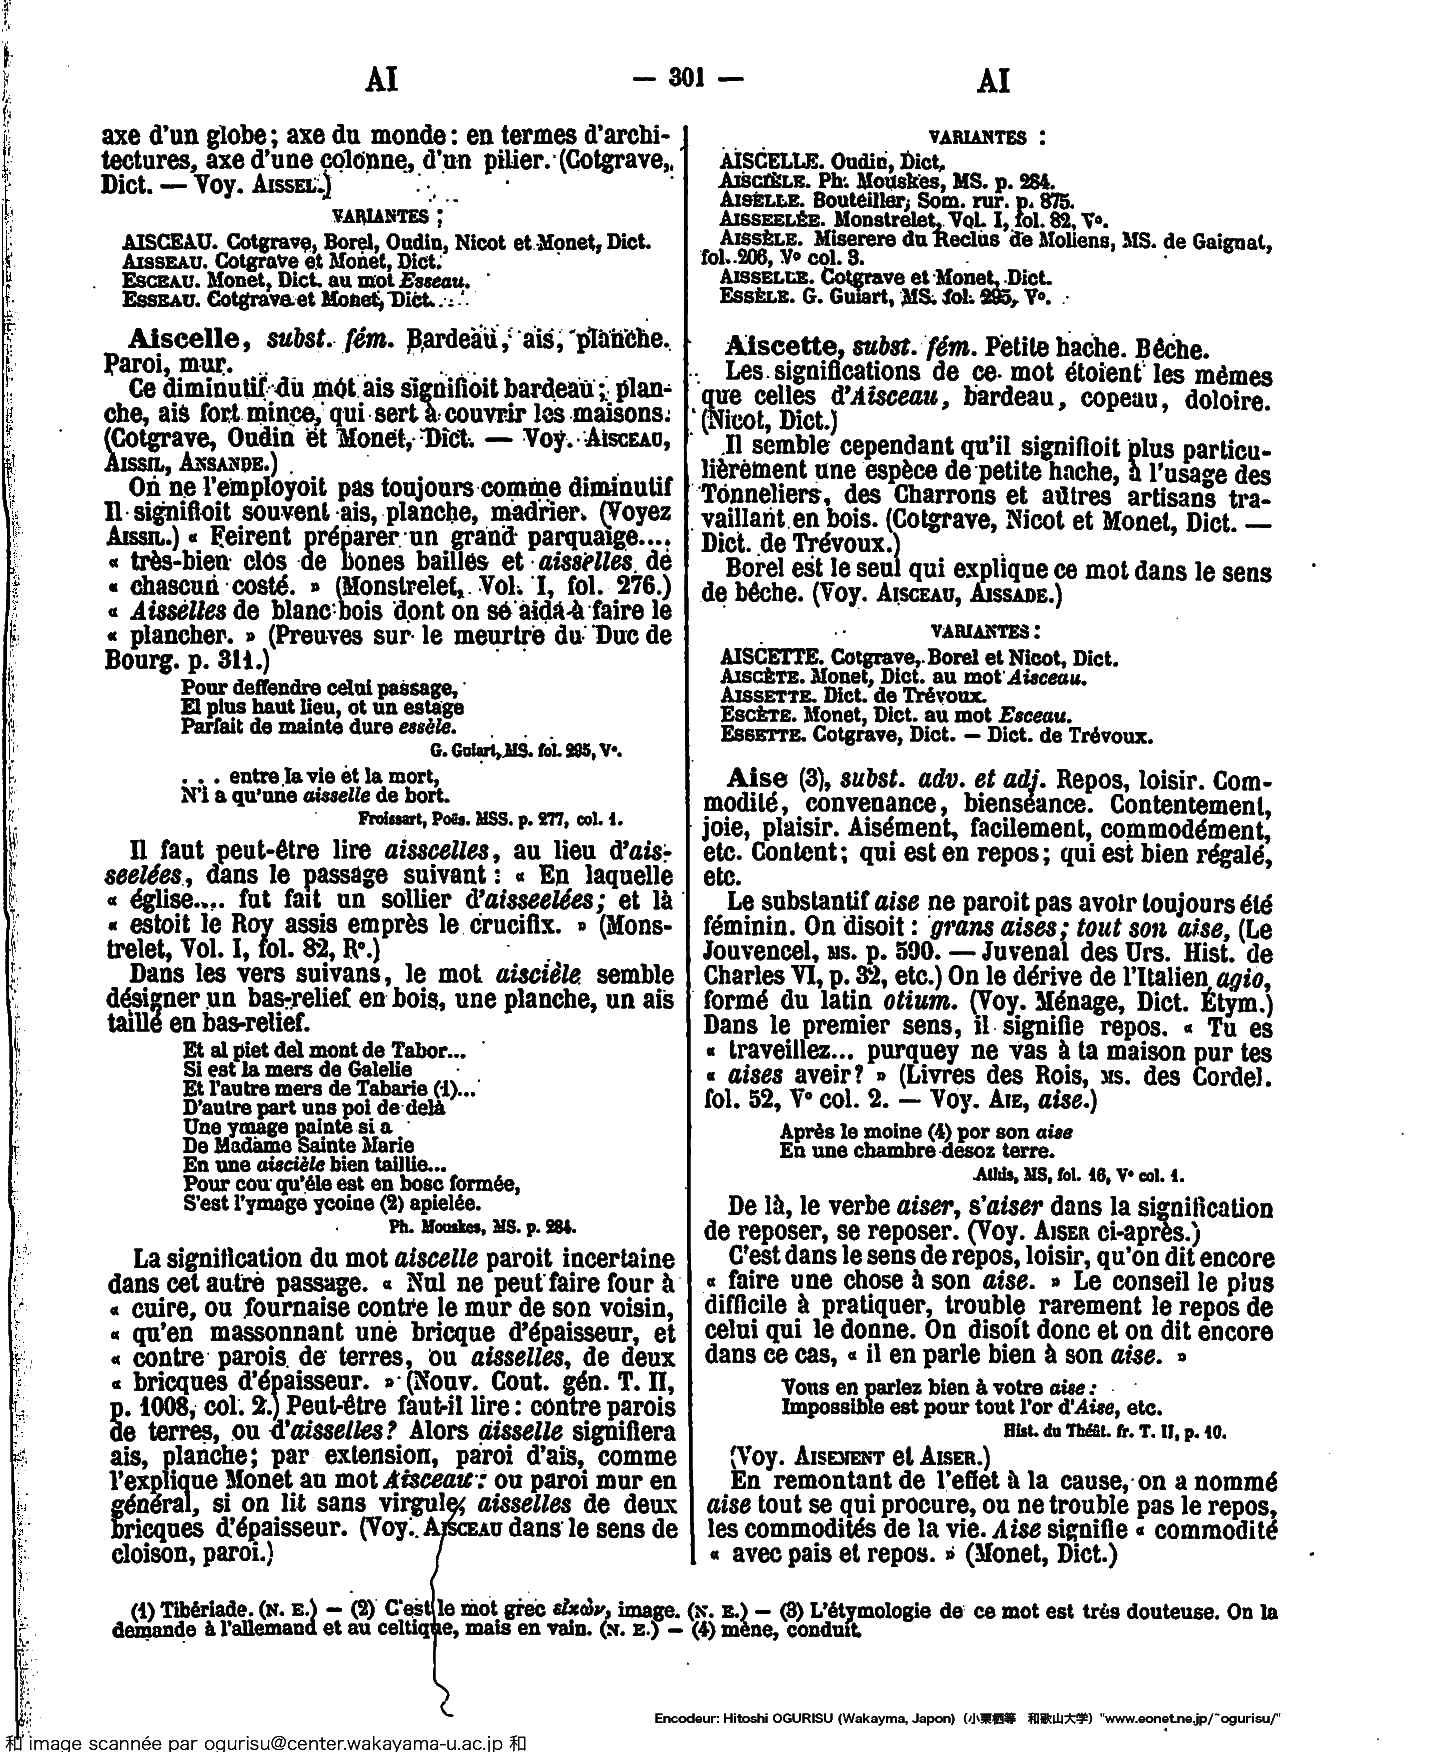 AI
— 301 —
AI
axe d'un globe; axe du monde: en termes d'archi-
tectures, axe d'une colonne, d'un pilier. (Cotgrave,
Dict. — Voy. AISSEL.)
VARIANTES :
AISCEAU. Cotgrave, Borel, Oudin, Nicot et Monet, Dict.
AISSEAU. Cotgrave et Monet, Dict.
ESCEAU. Monet, Dict. au mot Esseau.
ESSEAU. Cotgrave et Monet, Dict.
Aiscelle, subst. fém. Bardeau, ais, planche.
Paroi, mur.
Ce diminutif du mot ais signifioit bardeau; plan-
che, ais fort mince, qui sert à couvrir les maisons.
(Cotgrave, Oudin et Monet, Dict. — Voy. AISCEAU,
AISSIL, ANSANDE.)
On ne l'employoit pas toujours comme diminutif
Il signifioit souvent ais, planche, madrier. (Voyez
AISSIL.) « Feirent préparer un grand parquaige....
« très-bien clos de bones bailles et aisselles de
« chascun costé. » (Monstrelet, Vol. I, fol. 276.)
« Aisselles de blanc bois dont on se aida à faire le
« plancher. » (Preuves sur le meurtre du Duc de
Bourg. p. 311.)
Pour deffendre celui passage,
El plus haut lieu, ot un estage
Parfait de mainte dure essèle.
G. Guiart, MS. fol. 295, Vº.
. . . entre la vie et la mort,
N'i a qu'une aisselle de bort.
Froissart, Poës. MSS. p. 277, col. 1.
Il faut peut-être lire aisscelles, au lieu d'ais-
seelées, dans le passage suivant : « En laquelle
« église.... fut fait un sollier d'aisseelées; et là
« estoit le Roy assis emprès le crucifix. » (Mons-
trelet, Vol. I, fol. 82, Rº.)
Dans les vers suivans, le mot aiscièle semble
désigner un bas-relief en bois, une planche, un ais
taillé en bas-relief.
Et al piet del mont de Tabor...
Si est la mers de Galelie
Et l'autre mers de Tabarie (1)...
D'autre part uns poi de delà
Une ymage painte si a
De Madame Sainte Marie
En une aiscièle bien taillie...
Pour cou qu'éle est en bosc formée,
S'est l'ymage ycoine (2) apielée.
Ph. Mouskes, MS. p. 284.
La signification du mot aiscelle paroit incertaine
dans cet autre passage. « Nul ne peut faire four à
« cuire, ou fournaise contre le mur de son voisin,
« qu'en massonnant une bricque d'épaisseur, et
« contre parois de terres, ou aisselles, de deux
« bricques d'épaisseur. » (Nouv. Cout. gén. T. II,
p. 1008, col. 2.) Peut-être faut-il lire : contre parois
de terres, ou d'aisselles? Alors aisselle signifiera
ais, planche; par extension, paroi d'ais, comme
l'explique Monet au mot Aisceau: ou paroi mur en
général, si on lit sans virgule, aisselles de deux
bricques d'épaisseur. (Voy. AISCEAU dans le sens de
cloison, paroi.)
VARIANTES :
AISCELLE. Oudin, Dict.
AISCIÈLE. Ph. Mouskes, MS. p. 284.
AISELLE. Bouteiller, Som. rur. p. 875.
AISSEELÉE. Monstrelet, Vol. I, fol. 82, Vº.
AISSÈLE. Miserere du Reclus de Moliens, MS. de Gaignat,
fol. 206, Vº col. 3.
AISSELLE. Cotgrave et Monet, Dict.
ESSÈLE. G. Guiart, MS. fol. 295, Vº.
Aiscette, subst. fém. Petite hache. Bêche.
Les significations de ce mot étoient les mêmes
que celles d'Aisceau, bardeau, copeau, doloire.
(Nicot, Dict.)
Il semble cependant qu'il signifioit plus particu-
lièrement une espèce de petite hache, à l'usage des
Tonneliers, des Charrons et autres artisans tra-
vaillant en bois. (Cotgrave, Nicot et Monet, Dict. —
Dict. de Trévoux.)
Borel est le seul qui explique ce mot dans le sens
de bêche. (Voy. AISCEAU, AISSADE.)
VARIANTES :
AISCETTE. Cotgrave, Borel et Nicot, Dict.
AISCÈTE. Monet, Dict. au mot Aisceau.
AISSETTE. Dict. de Trévoux.
ESCÈTE. Monet, Dict. au mot Esceau.
ESSETTE. Cotgrave, Dict. — Dict. de Trévoux.
Aise (3), subst. adv. et adj. Repos, loisir. Com-
modité, convenance, bienséance. Contentement,
joie, plaisir. Aisément, facilement, commodément,
etc. Content; qui est en repos; qui est bien régalé,
etc.
Le substantif aise ne paroit pas avoir toujours été
féminin. On disoit : grans aises; tout son aise, (Le
Jouvencel, MS. p. 590. — Juvenal des Urs. Hist. de
Charles VI, p. 32, etc.) On le dérive de l'Italien agio,
formé du latin otium. (Voy. Ménage, Dict. Étym.)
Dans le premier sens, il signifie repos. « Tu es
« traveillez... purquey ne vas à ta maison pur tes
« aises aveir? » (Livres des Rois, MS. des Cordel.
fol. 52, Vº col. 2. — Voy. AIE, aise.)
Après le moine (4) por son aise
En une chambre desoz terre.
Athis, MS, fol. 16, Vº col. 1.
De là, le verbe aiser, s'aiser dans la signification
de reposer, se reposer. (Voy. AISER ci-après.)
C'est dans le sens de repos, loisir, qu'on dit encore
« faire une chose à son aise. » Le conseil le plus
difficile à pratiquer, trouble rarement le repos de
celui qui le donne. On disoit donc et on dit encore
dans ce cas, « il en parle bien à son aise. »
Vous en parlez bien à votre aise :
Impossible est pour tout l'or d'Aise, etc.
Hist. du Théât. fr. T. II, p. 40.
(Voy. AISEMENT et AISER.)
En remontant de l'effet à la cause, on a nommé
aise tout se qui procure, ou ne trouble pas le repos,
les commodités de la vie. Aise signifie « commodité
« avec pais et repos. » (Monet, Dict.)
(1) Tibériade. (N. E.) — (2) C'est le mot grec εἰκών, image. (N. E.) — (3) L'étymologie de ce mot est très douteuse. On la
demande à l'allemand et au celtique, mais en vain. (N. E.) — (4) mène, conduit.
Encodeur: Hitoshi OGURISU (Wakayma, Japon) (小栗栖等 和歌山大学) "www.eonet.ne.jp/~ogurisu/"
和 image scannée par ogurisu@center.wakayama-u.ac.jp 和